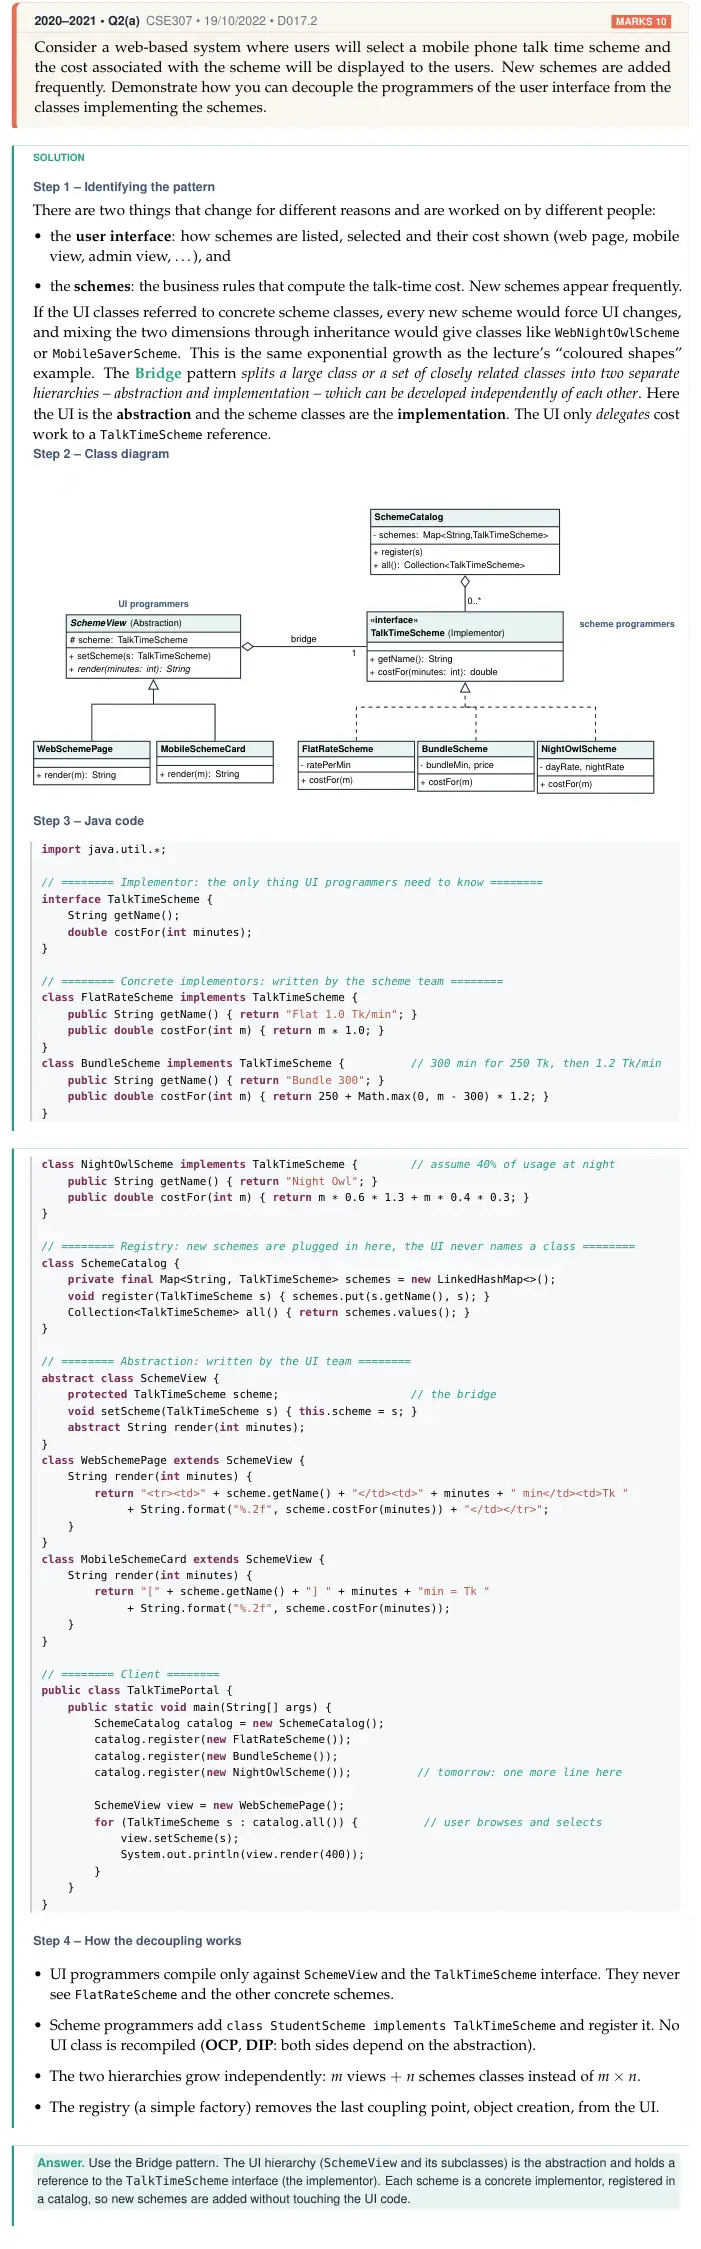 2020–2021 • Q2(a) CSE307 • 19/10/2022 • D017.2
MARKS 10
Consider a web-based system where users will select a mobile phone talk time scheme and
the cost associated with the scheme will be displayed to the users. New schemes are added
frequently. Demonstrate how you can decouple the programmers of the user interface from the
classes implementing the schemes.
SOLUTION
Step 1 – Identifying the pattern
There are two things that change for different reasons and are worked on by different people:
• the user interface: how schemes are listed, selected and their cost shown (web page, mobile
view, admin view, . . . ), and
• the schemes: the business rules that compute the talk-time cost. New schemes appear frequently.
If the UI classes referred to concrete scheme classes, every new scheme would force UI changes,
and mixing the two dimensions through inheritance would give classes like WebNightOwlScheme
or MobileSaverScheme. This is the same exponential growth as the lecture's “coloured shapes”
example. The Bridge pattern splits a large class or a set of closely related classes into two separate
hierarchies – abstraction and implementation – which can be developed independently of each other. Here
the UI is the abstraction and the scheme classes are the implementation. The UI only delegates cost
work to a TalkTimeScheme reference.
Step 2 – Class diagram
SchemeCatalog
- schemes: Map<String,TalkTimeScheme>
+ register(s)
+ all(): Collection<TalkTimeScheme>
0..*
UI programmers
SchemeView (Abstraction)
# scheme: TalkTimeScheme
+ setScheme(s: TalkTimeScheme)
+ render(minutes: int): String
bridge
1
«interface»
TalkTimeScheme (Implementor)
+ getName(): String
+ costFor(minutes: int): double
scheme programmers
WebSchemePage
+ render(m): String
MobileSchemeCard
+ render(m): String
FlatRateScheme
- ratePerMin
+ costFor(m)
BundleScheme
- bundleMin, price
+ costFor(m)
NightOwlScheme
- dayRate, nightRate
+ costFor(m)
Step 3 – Java code
import java.util.*;
// ======== Implementor: the only thing UI programmers need to know ========
interface TalkTimeScheme {
String getName();
double costFor(int minutes);
}
// ======== Concrete implementors: written by the scheme team ========
class FlatRateScheme implements TalkTimeScheme {
public String getName() { return "Flat 1.0 Tk/min"; }
public double costFor(int m) { return m * 1.0; }
}
class BundleScheme implements TalkTimeScheme { // 300 min for 250 Tk, then 1.2 Tk/min
public String getName() { return "Bundle 300"; }
public double costFor(int m) { return 250 + Math.max(0, m - 300) * 1.2; }
}
class NightOwlScheme implements TalkTimeScheme { // assume 40% of usage at night
public String getName() { return "Night Owl"; }
public double costFor(int m) { return m * 0.6 * 1.3 + m * 0.4 * 0.3; }
}
// ======== Registry: new schemes are plugged in here, the UI never names a class ========
class SchemeCatalog {
private final Map<String, TalkTimeScheme> schemes = new LinkedHashMap<>();
void register(TalkTimeScheme s) { schemes.put(s.getName(), s); }
Collection<TalkTimeScheme> all() { return schemes.values(); }
}
// ======== Abstraction: written by the UI team ========
abstract class SchemeView {
protected TalkTimeScheme scheme; // the bridge
void setScheme(TalkTimeScheme s) { this.scheme = s; }
abstract String render(int minutes);
}
class WebSchemePage extends SchemeView {
String render(int minutes) {
return "<tr><td>" + scheme.getName() + "</td><td>" + minutes + " min</td><td>Tk "
+ String.format("%.2f", scheme.costFor(minutes)) + "</td></tr>";
}
}
class MobileSchemeCard extends SchemeView {
String render(int minutes) {
return "[" + scheme.getName() + "] " + minutes + "min = Tk "
+ String.format("%.2f", scheme.costFor(minutes));
}
}
// ======== Client ========
public class TalkTimePortal {
public static void main(String[] args) {
SchemeCatalog catalog = new SchemeCatalog();
catalog.register(new FlatRateScheme());
catalog.register(new BundleScheme());
catalog.register(new NightOwlScheme()); // tomorrow: one more line here
SchemeView view = new WebSchemePage();
for (TalkTimeScheme s : catalog.all()) { // user browses and selects
view.setScheme(s);
System.out.println(view.render(400));
}
}
}
Step 4 – How the decoupling works
• UI programmers compile only against SchemeView and the TalkTimeScheme interface. They never
see FlatRateScheme and the other concrete schemes.
• Scheme programmers add class StudentScheme implements TalkTimeScheme and register it. No
UI class is recompiled (OCP, DIP: both sides depend on the abstraction).
• The two hierarchies grow independently: m views + n schemes classes instead of m × n.
• The registry (a simple factory) removes the last coupling point, object creation, from the UI.
Answer. Use the Bridge pattern. The UI hierarchy (SchemeView and its subclasses) is the abstraction and holds a
reference to the TalkTimeScheme interface (the implementor). Each scheme is a concrete implementor, registered in
a catalog, so new schemes are added without touching the UI code.